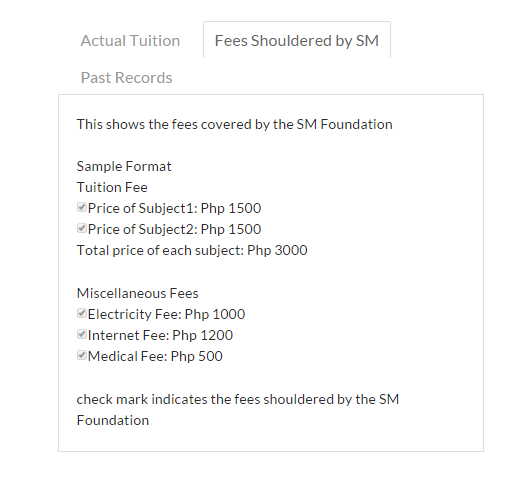 Actual Tuition
Fees Shouldered by SM
Past Records
This shows the fees covered by the SM Foundation
Sample Format
Tuition Fee
Price of Subject1: Php 1500
Price of Subject2: Php 1500
Total price of each subject: Php 3000
Miscellaneous Fees
Electricity Fee: Php 1000
Internet Fee: Php 1200
Medical Fee: Php 500
check mark indicates the fees shouldered by the SM
Foundation